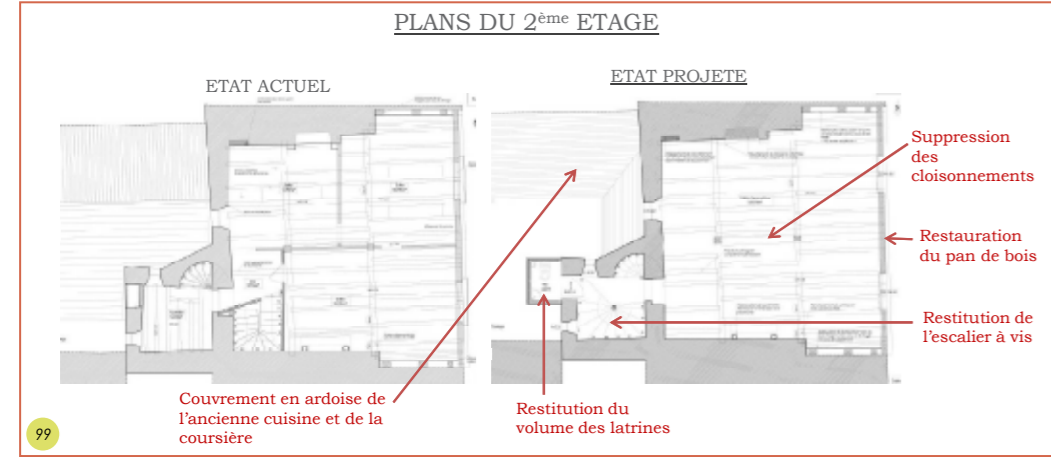 PLANS DU 2ème ETAGE
ETAT ACTUEL
ETAT PROJETE
Suppression
des
cloisonnements
Restauration
du pan de bois
Restitution de
l’escalier à vis
Couvrement en ardoise de
l’ancienne cuisine et de la
coursière
Restitution du
volume des latrines
99